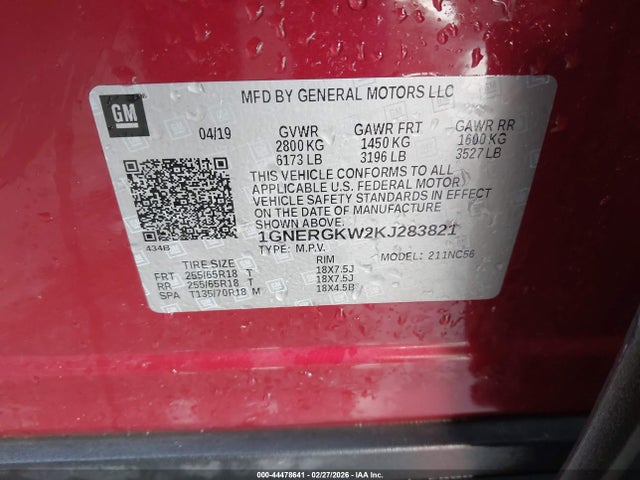 MFD BY GENERAL MOTORS LLC
GM
04/19 GVWR GAWR FRT GAWR RR
2800 KG 1450 KG 1600 KG
6173 LB 3196 LB 3527 LB
THIS VEHICLE CONFORMS TO ALL
APPLICABLE U.S. FEDERAL MOTOR
VEHICLE SAFETY STANDARDS IN EFFECT
ON THE DATE OF MANUFACTURE
SHOWN ABOVE.
1GNERGKW2KJ283821
434B
TYPE: M.P.V. MODEL: 211NC56
TIRE SIZE RIM
FRT 255/65R18 T 18X7.5J
RR 255/65R18 T 18X7.5J
SPA T135/70R18 M 18X4.5B
000-44478641 - 02/27/2026 - IAA Inc.